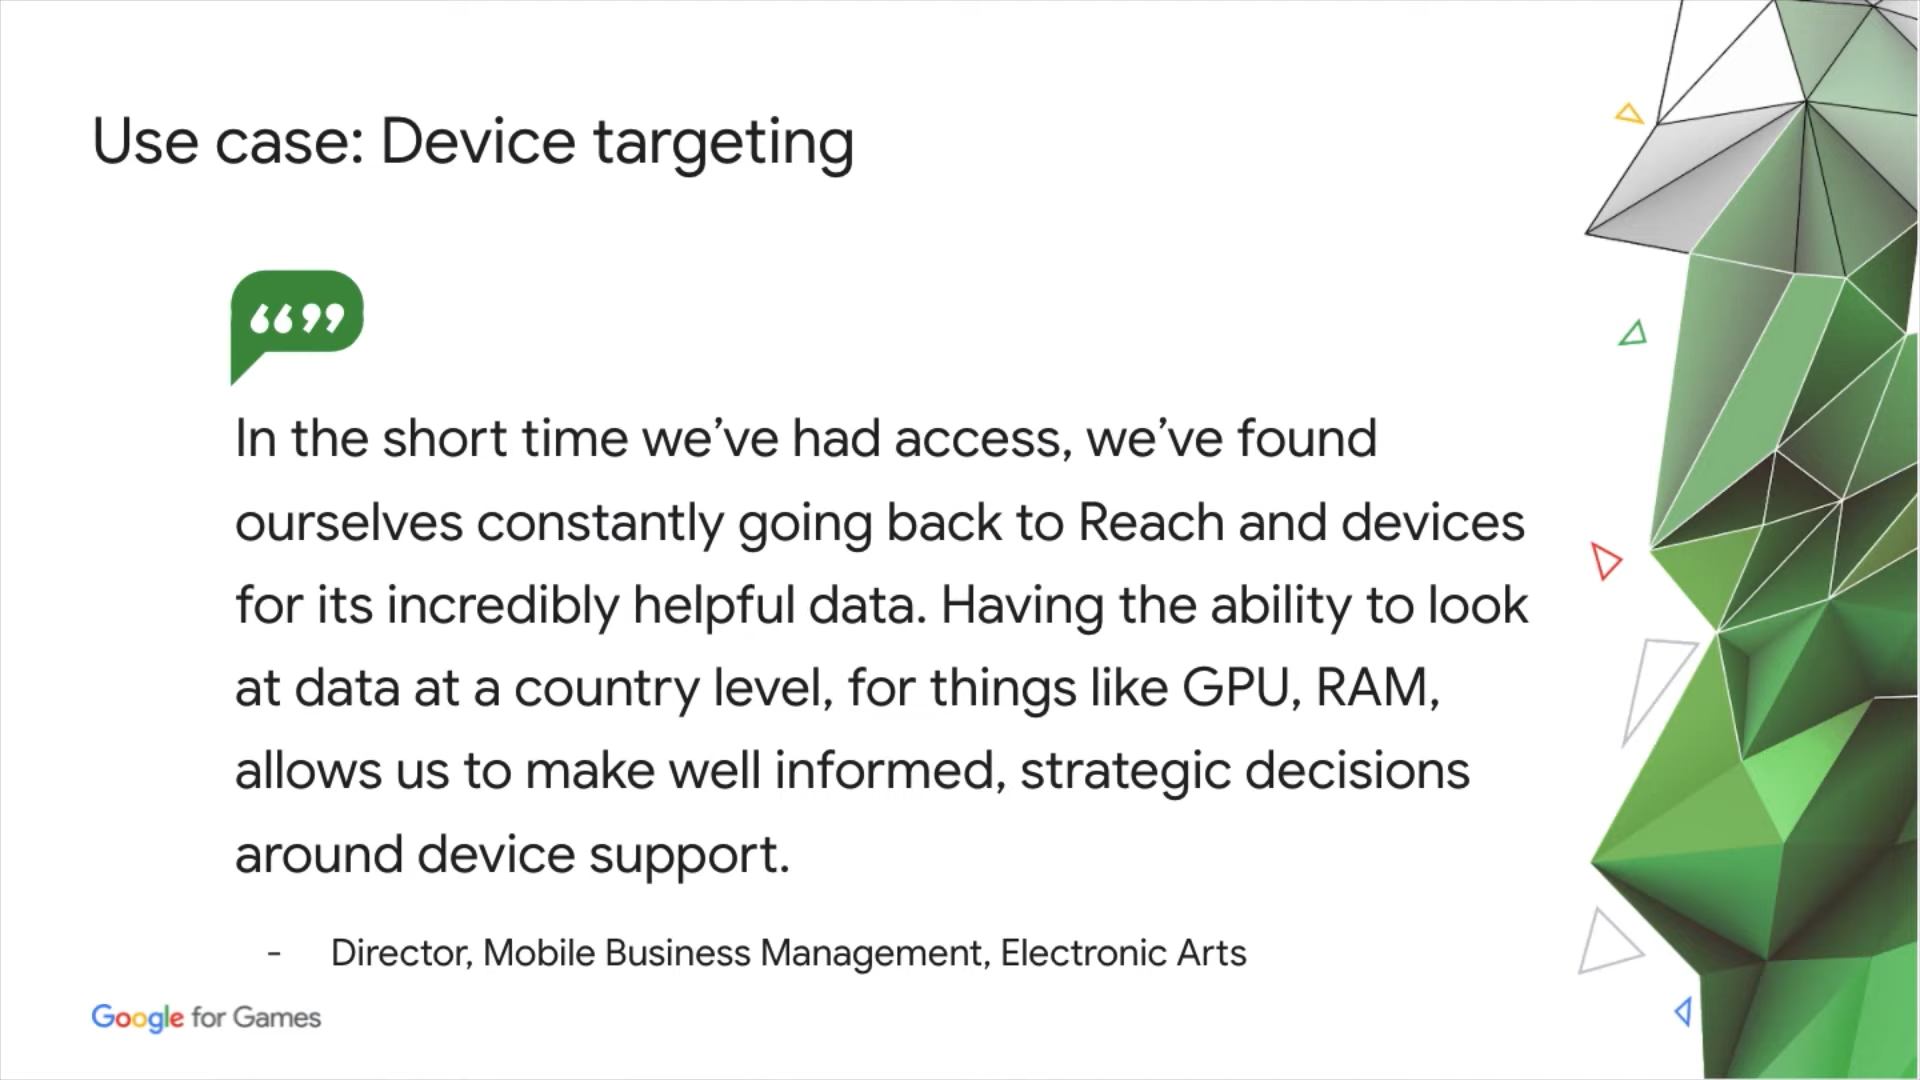 Use case: Device targeting
“”
In the short time we’ve had access, we’ve found
ourselves constantly going back to Reach and devices
for its incredibly helpful data. Having the ability to look
at data at a country level, for things like GPU, RAM,
allows us to make well informed, strategic decisions
around device support.
- Director, Mobile Business Management, Electronic Arts
Google for Games